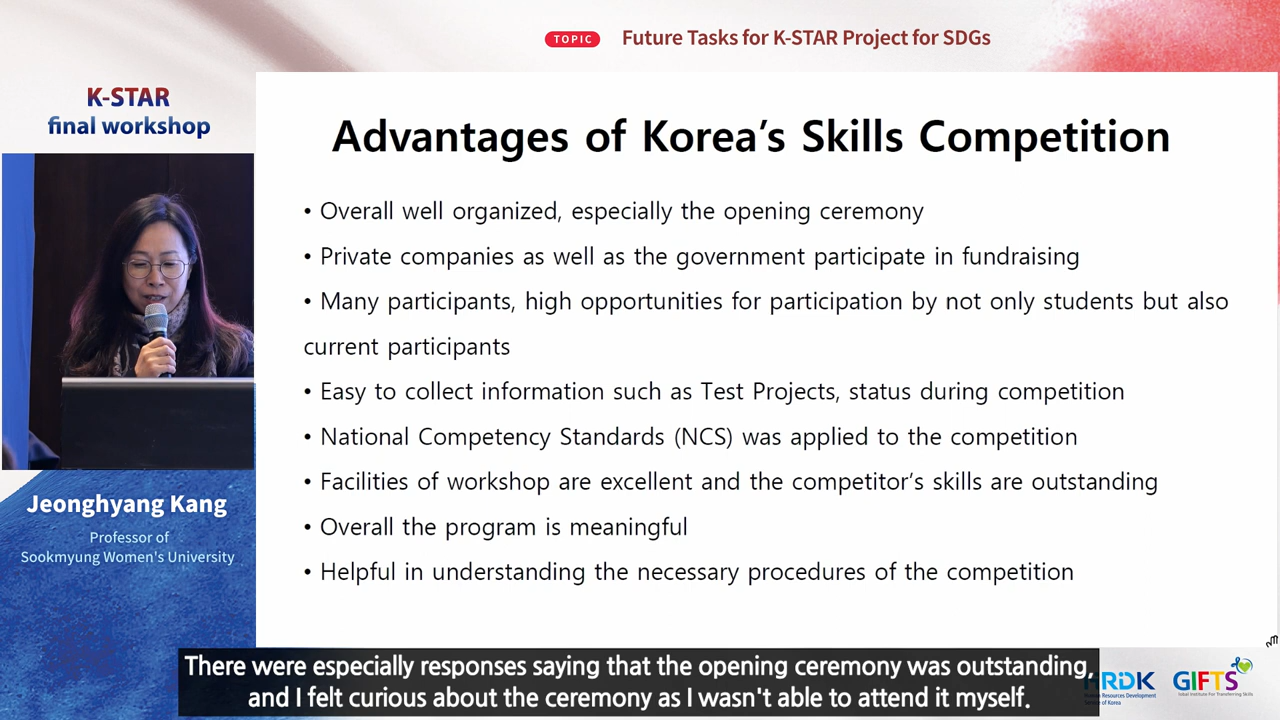 TOPIC Future Tasks for K-STAR Project for SDGs
K-STAR
final workshop
Advantages of Korea's Skills Competition
• Overall well organized, especially the opening ceremony
• Private companies as well as the government participate in fundraising
• Many participants, high opportunities for participation by not only students but also
current participants
• Easy to collect information such as Test Projects, status during competition
• National Competency Standards (NCS) was applied to the competition
• Facilities of workshop are excellent and the competitor's skills are outstanding
• Overall the program is meaningful
• Helpful in understanding the necessary procedures of the competition
Jeonghyang Kang
Professor of
Sookmyung Women's University
There were especially responses saying that the opening ceremony was outstanding,
and I felt curious about the ceremony as I wasn't able to attend it myself.
GIFTS